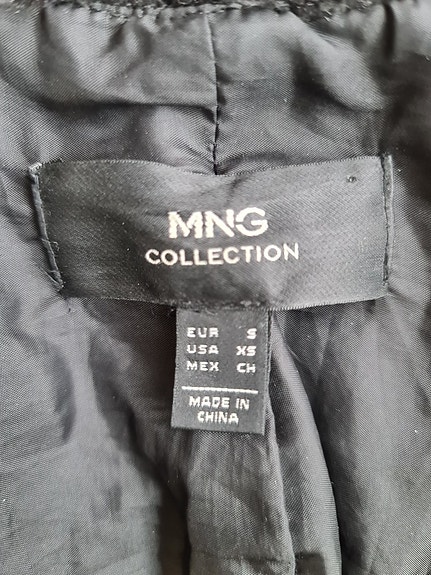 MNG
COLLECTION
EUR S
USA XS
MEX CH
MADE IN
CHINA